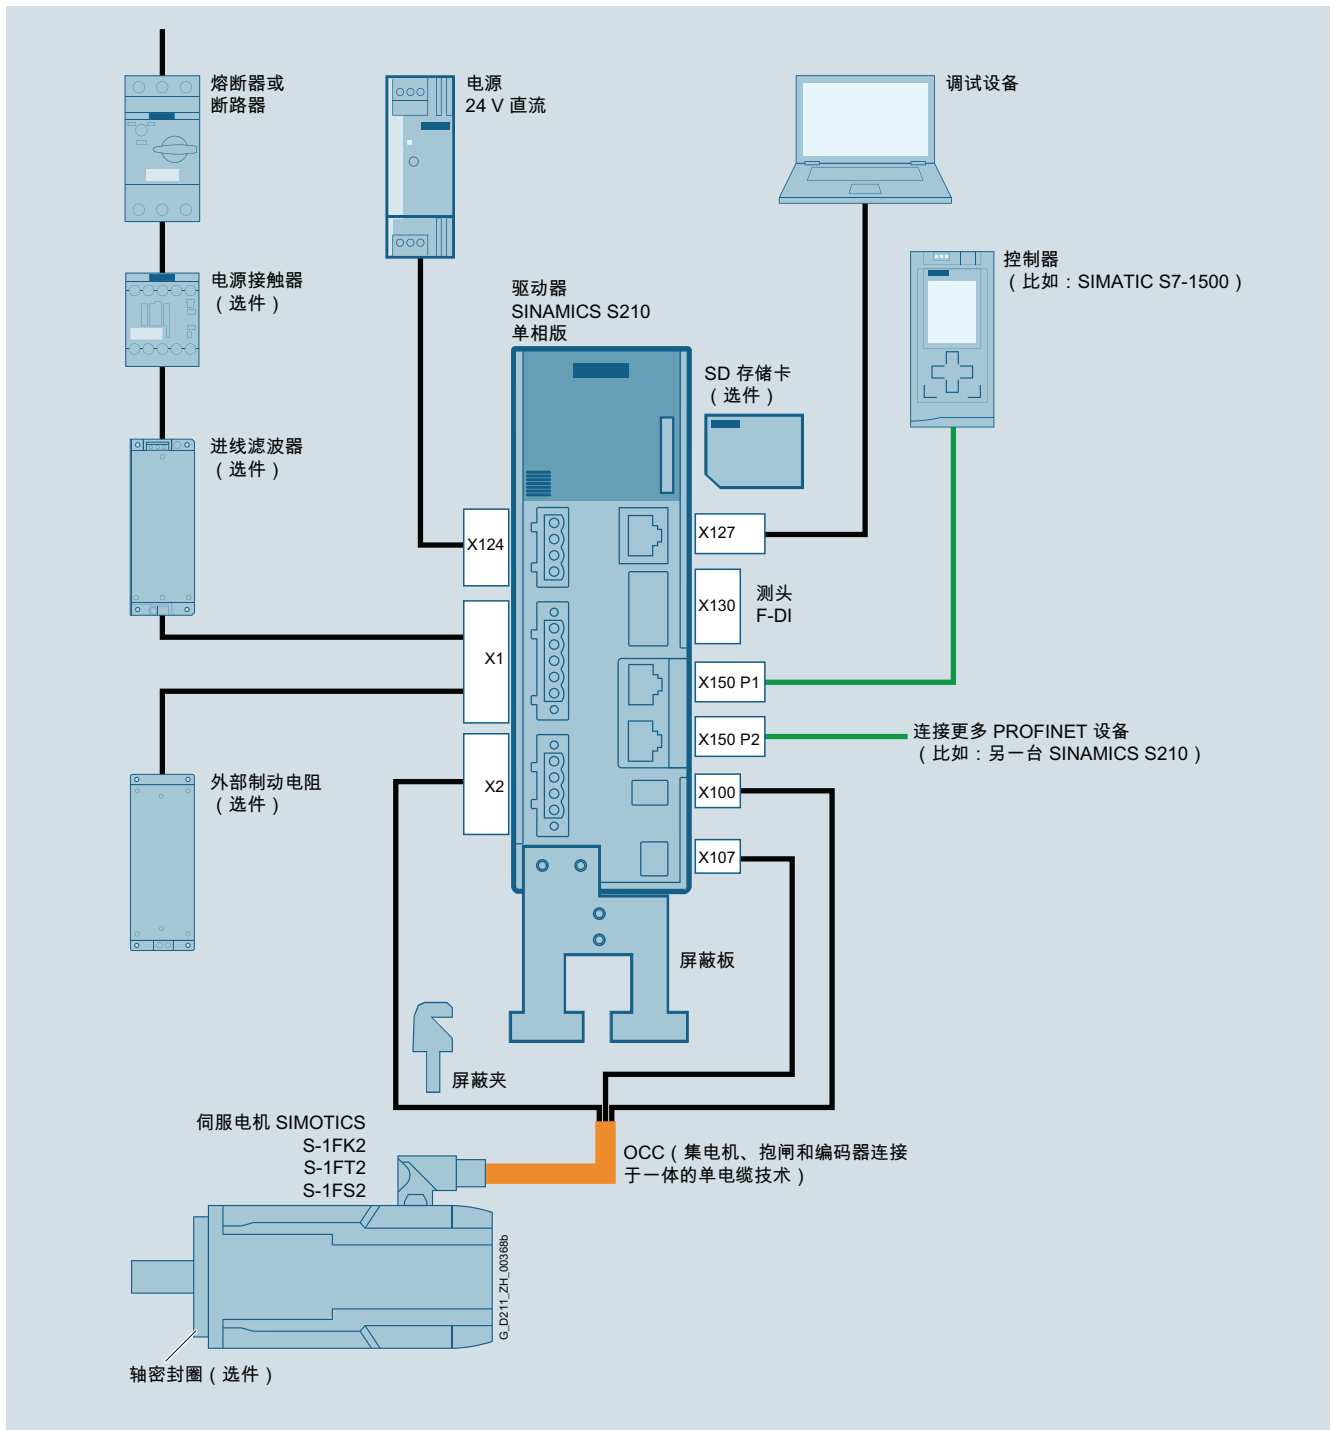 熔断器或
断路器
电源
24 V 直流
调试设备
电源接触器
（选件）
控制器
（比如：SIMATIC S7-1500）
驱动器
SINAMICS S210
单相版
SD 存储卡
（选件）
进线滤波器
（选件）
X124
X127
X130
测头
F-DI
X1
X150 P1
X150 P2
连接更多 PROFINET 设备
（比如：另一台 SINAMICS S210）
X2
X100
外部制动电阻
（选件）
X107
屏蔽板
屏蔽夹
伺服电机 SIMOTICS
S-1FK2
S-1FT2
S-1FS2
OCC（集电机、抱闸和编码器连接
于一体的单电缆技术）
G_D211_ZH_00368b
轴密封圈（选件）